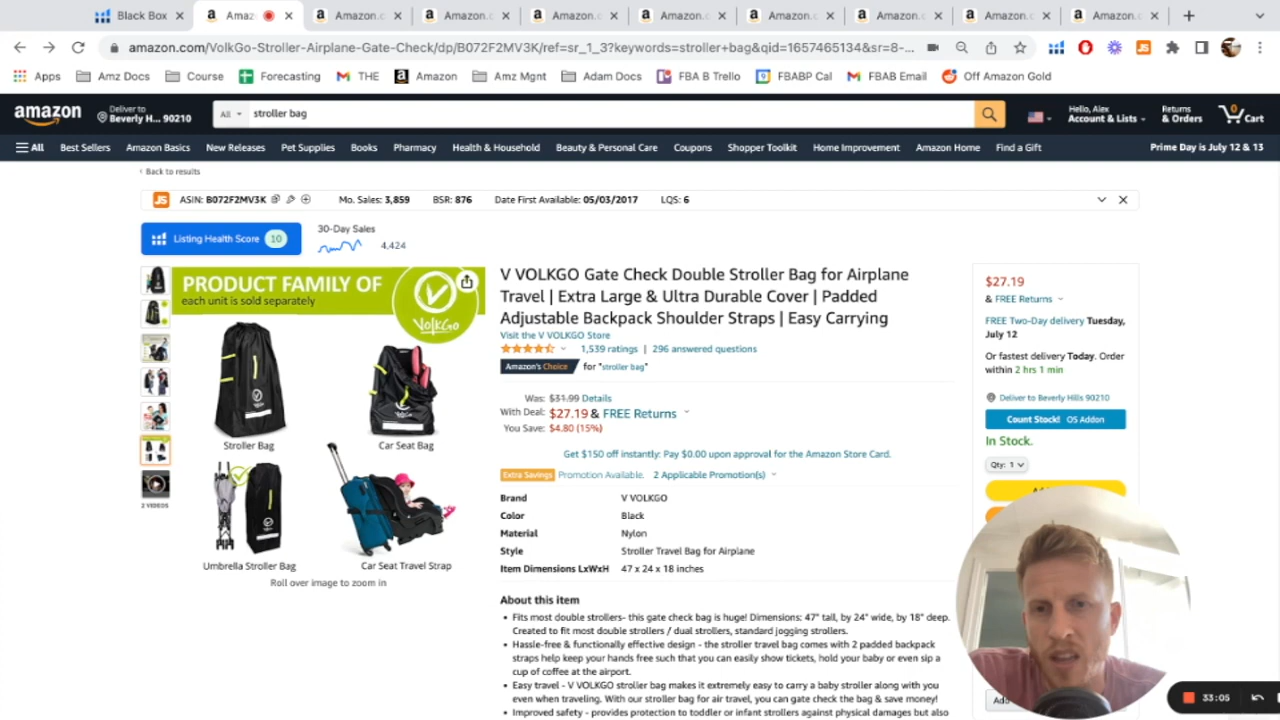 Black Box
Amaz
Amazon.c
Amazon.c
Amazon.c
Amazon.c
Amazon.c
Amazon.c
Amazon.c
Amazon.c
amazon.com/VolkGo-Stroller-Airplane-Gate-Check/dp/B072F2MV3K/ref=sr_1_3?keywords=stroller+bag&qid=1657465134&sr=8-...
Apps
Amz Docs
Course
Forecasting
THE
Amazon
Amz Mgnt
Adam Docs
FBA B Trello
FBABP Cal
FBAB Email
Off Amazon Gold
amazon
Deliver to
Beverly H... 90210
All
stroller bag
Hello, Alex
Account & Lists
Returns
& Orders
0
Cart
All
Best Sellers
Amazon Basics
New Releases
Pet Supplies
Books
Pharmacy
Health & Household
Beauty & Personal Care
Coupons
Shopper Toolkit
Home Improvement
Amazon Home
Find a Gift
Prime Day is July 12 & 13
‹ Back to results
JS
ASIN: B072F2MV3K
Mo. Sales: 3,859
BSR: 876
Date First Available: 05/03/2017
LQS: 6
Listing Health Score 10
30-Day Sales
4,424
PRODUCT FAMILY OF
each unit is sold separately
VolkGo
Stroller Bag
Car Seat Bag
Umbrella Stroller Bag
Car Seat Travel Strap
2 VIDEOS
Roll over image to zoom in
V VOLKGO Gate Check Double Stroller Bag for Airplane
Travel | Extra Large & Ultra Durable Cover | Padded
Adjustable Backpack Shoulder Straps | Easy Carrying
Visit the V VOLKGO Store
1,539 ratings | 296 answered questions
Amazon's Choice for "stroller bag"
Was: $31.99 Details
With Deal: $27.19 & FREE Returns
You Save: $4.80 (15%)
Get $150 off instantly: Pay $0.00 upon approval for the Amazon Store Card.
Extra Savings Promotion Available. 2 Applicable Promotion(s)
Brand V VOLKGO
Color Black
Material Nylon
Style Stroller Travel Bag for Airplane
Item Dimensions LxWxH 47 x 24 x 18 inches
About this item
• Fits most double strollers- this gate check bag is huge! Dimensions: 47" tall, by 24" wide, by 18" deep.
Created to fit most double strollers / dual strollers, standard jogging strollers.
• Hassle-free & functionally effective design - the stroller travel bag comes with 2 padded backpack
straps help keep your hands free such that you can easily show tickets, hold your baby or even sip a
cup of coffee at the airport.
• Easy travel - V VOLKGO stroller bag makes it extremely easy to carry a baby stroller along with you
even when traveling. With our stroller bag for air travel, you can gate check the bag & save money!
• Improved safety - provides protection to toddler or infant strollers against physical damages but also
$27.19
& FREE Returns
FREE Two-Day delivery Tuesday,
July 12
Or fastest delivery Today. Order
within 2 hrs 1 min
Deliver to Beverly Hills 90210
Count Stock! OS Addon
In Stock.
Qty: 1
Add
33:05